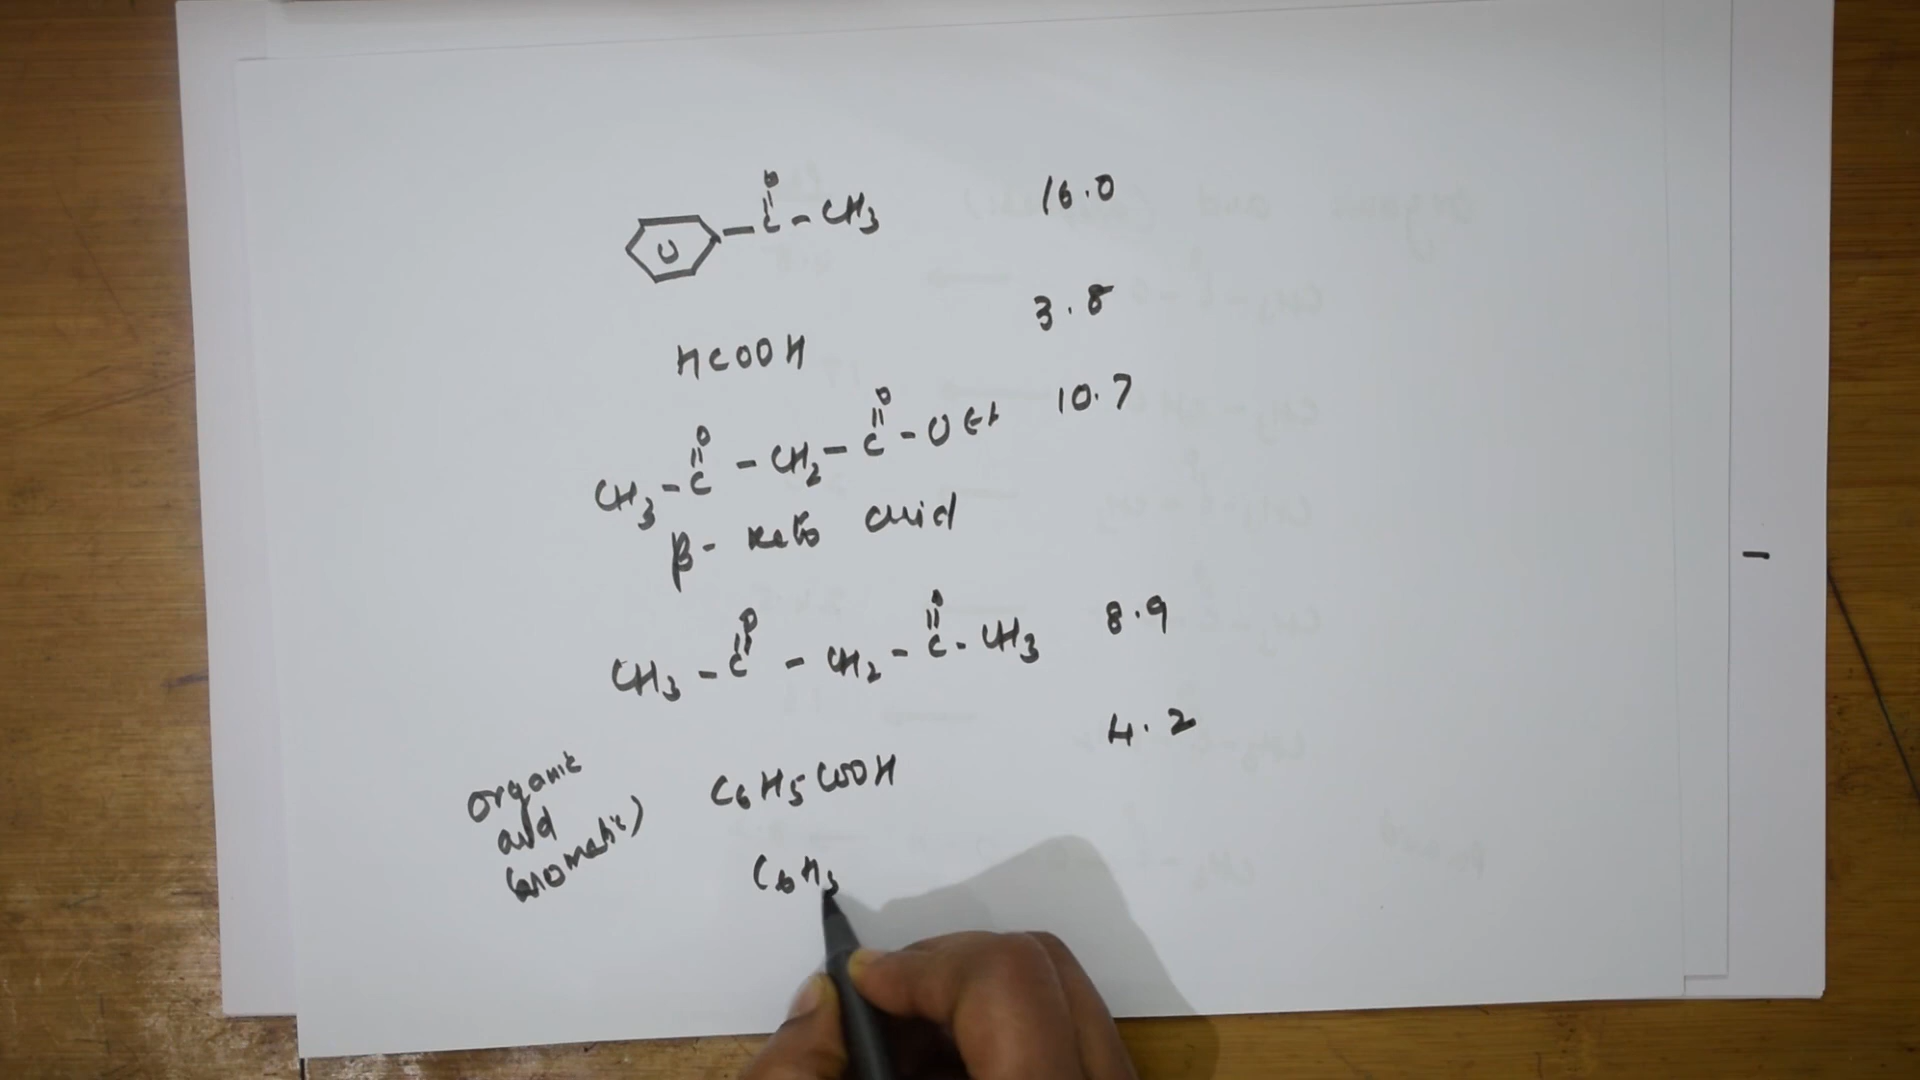 O
C - CH3 16.0
HCOOH 3.8
O O
CH3 - C - CH2 - C - OEt 10.7
β- keto acid
O O
CH3 - C - CH2 - C - CH3 8.9
organic C6H5COOH 4.2
acid
(aromatic) C6H5